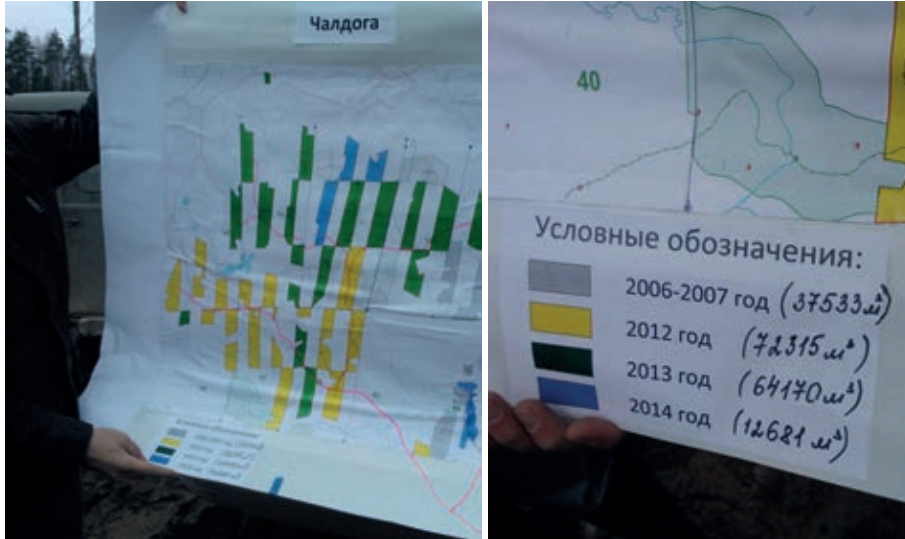 Чалдога
40
Условные обозначения:
2006-2007 год (37533 м³)
2012 год (72315 м³)
2013 год (64170 м³)
2014 год (12681 м³)